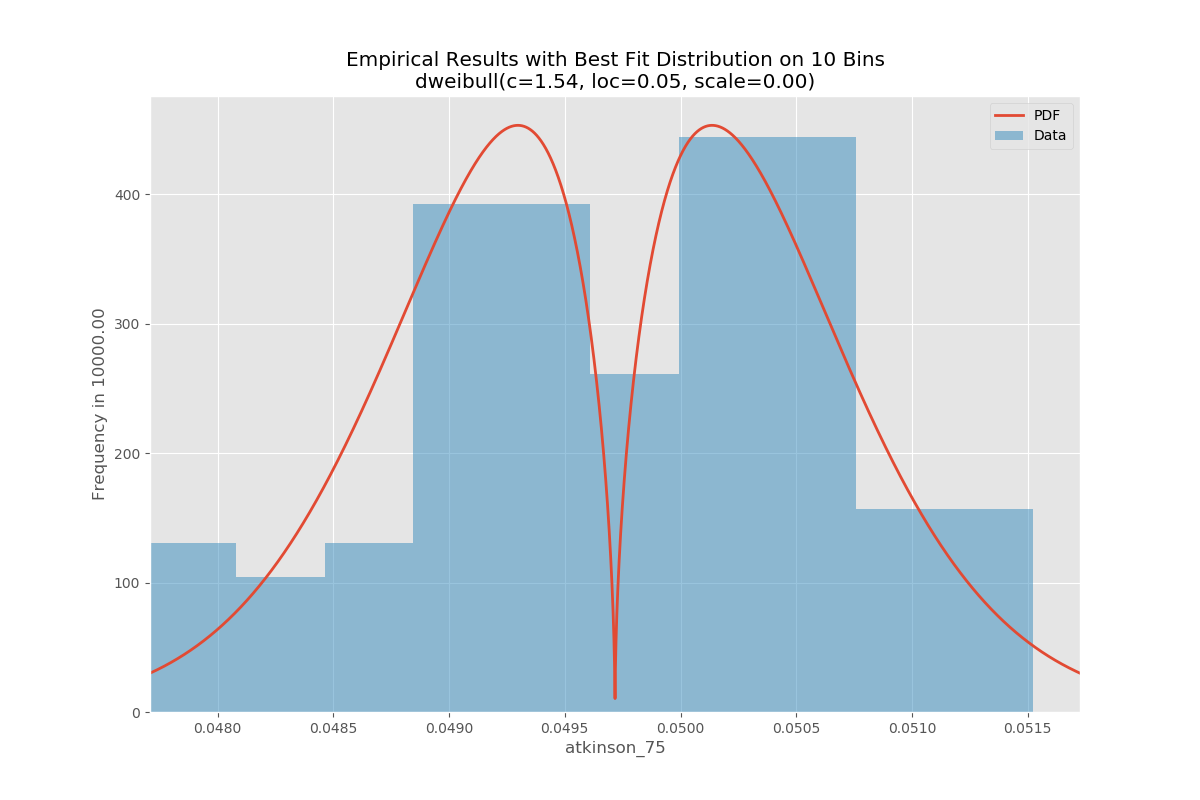 Empirical Results with Best Fit Distribution on 10 Bins
dweibull(c=1.54, loc=0.05, scale=0.00)
PDF
Data
Frequency in 10000.00
400
300
200
100
0
0.0480
0.0485
0.0490
0.0495
0.0500
0.0505
0.0510
0.0515
atkinson_75